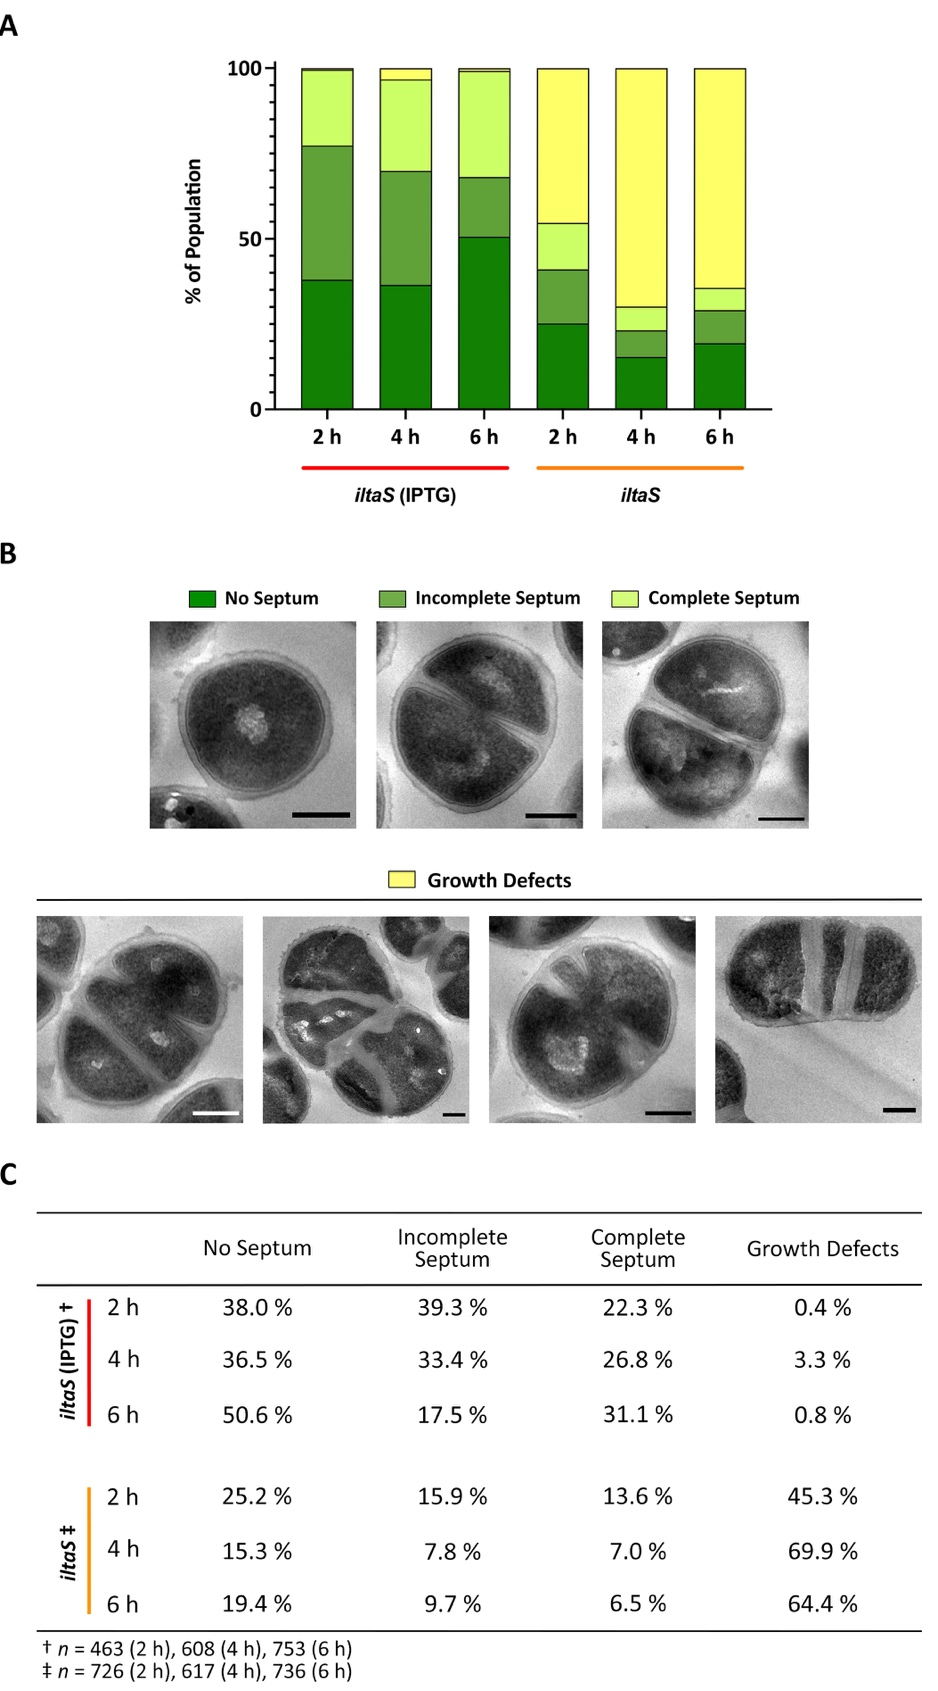 A
100
50
0
% of Population
2 h 4 h 6 h 2 h 4 h 6 h
iltaS (IPTG) iltaS
B
No Septum Incomplete Septum Complete Septum
Growth Defects
C
No Septum Incomplete Septum Complete Septum Growth Defects
iltaS (IPTG) †
2 h 38.0 % 39.3 % 22.3 % 0.4 %
4 h 36.5 % 33.4 % 26.8 % 3.3 %
6 h 50.6 % 17.5 % 31.1 % 0.8 %
iltaS ‡
2 h 25.2 % 15.9 % 13.6 % 45.3 %
4 h 15.3 % 7.8 % 7.0 % 69.9 %
6 h 19.4 % 9.7 % 6.5 % 64.4 %
† n = 463 (2 h), 608 (4 h), 753 (6 h)
‡ n = 726 (2 h), 617 (4 h), 736 (6 h)